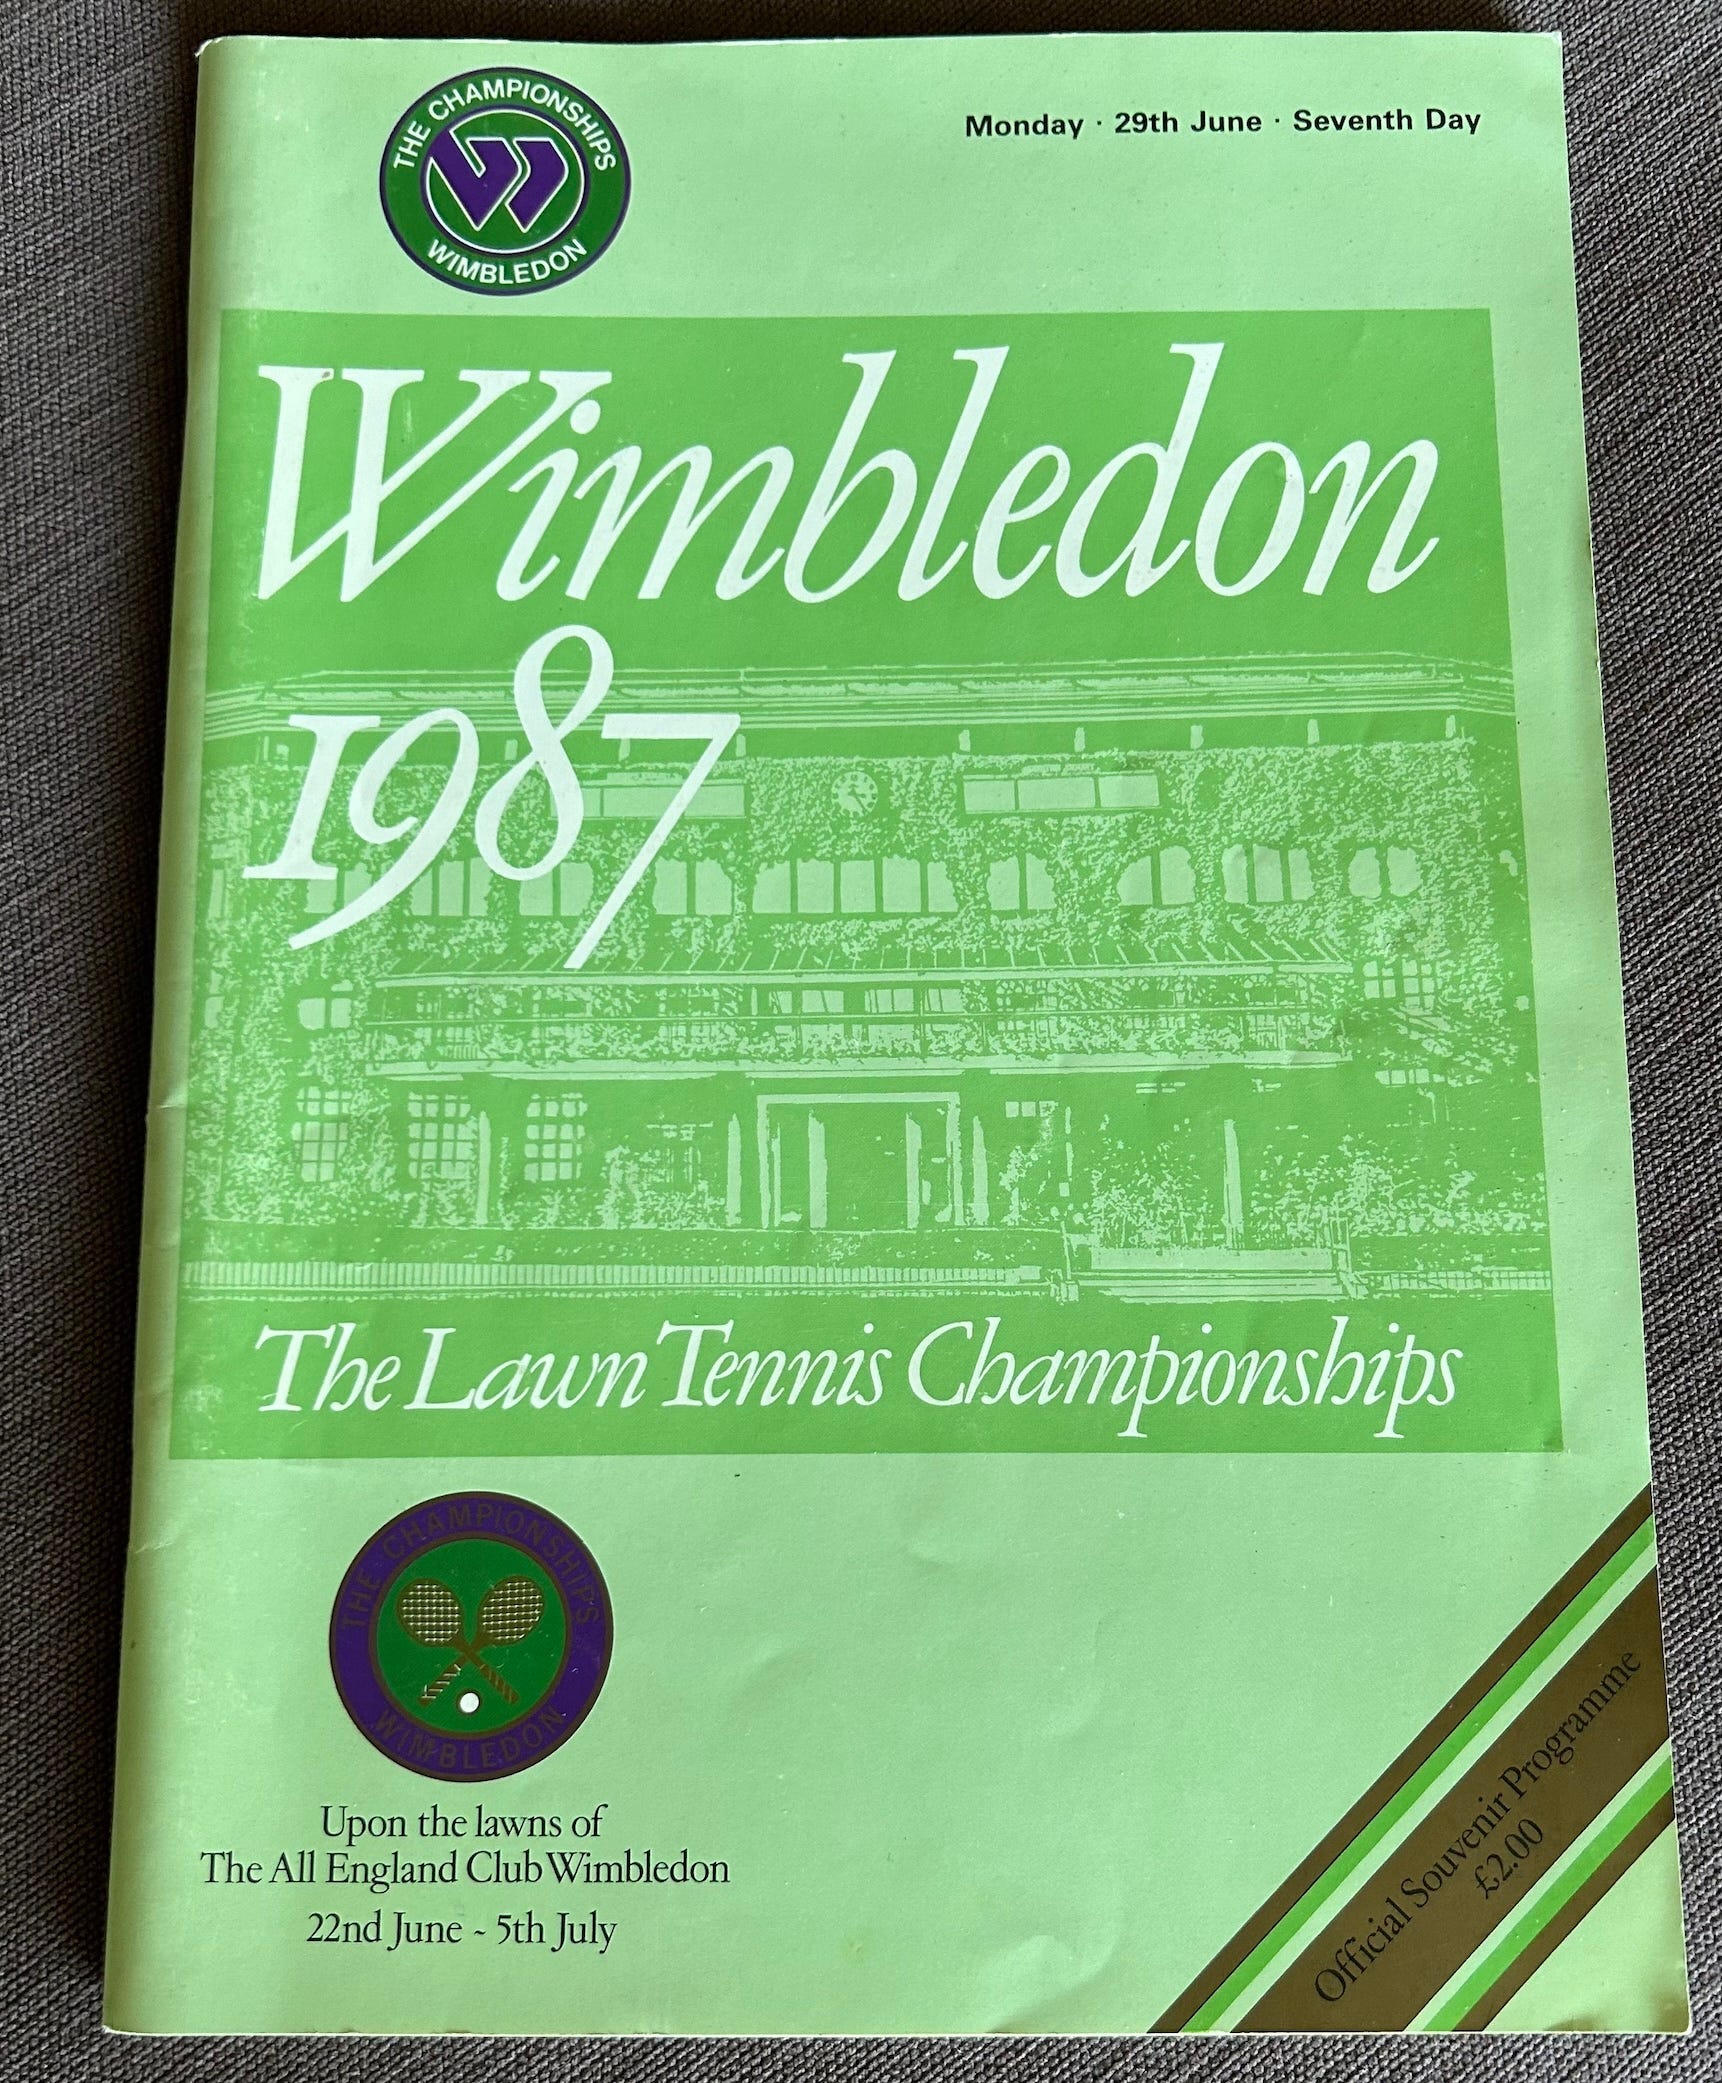 THE CHAMPIONSHIPS
WIMBLEDON
Monday · 29th June · Seventh Day
Wimbledon
1987
The Lawn Tennis Championships
THE CHAMPIONSHIPS
WIMBLEDON
Upon the lawns of
The All England Club Wimbledon
22nd June ~ 5th July
Official Souvenir Programme
£2.00